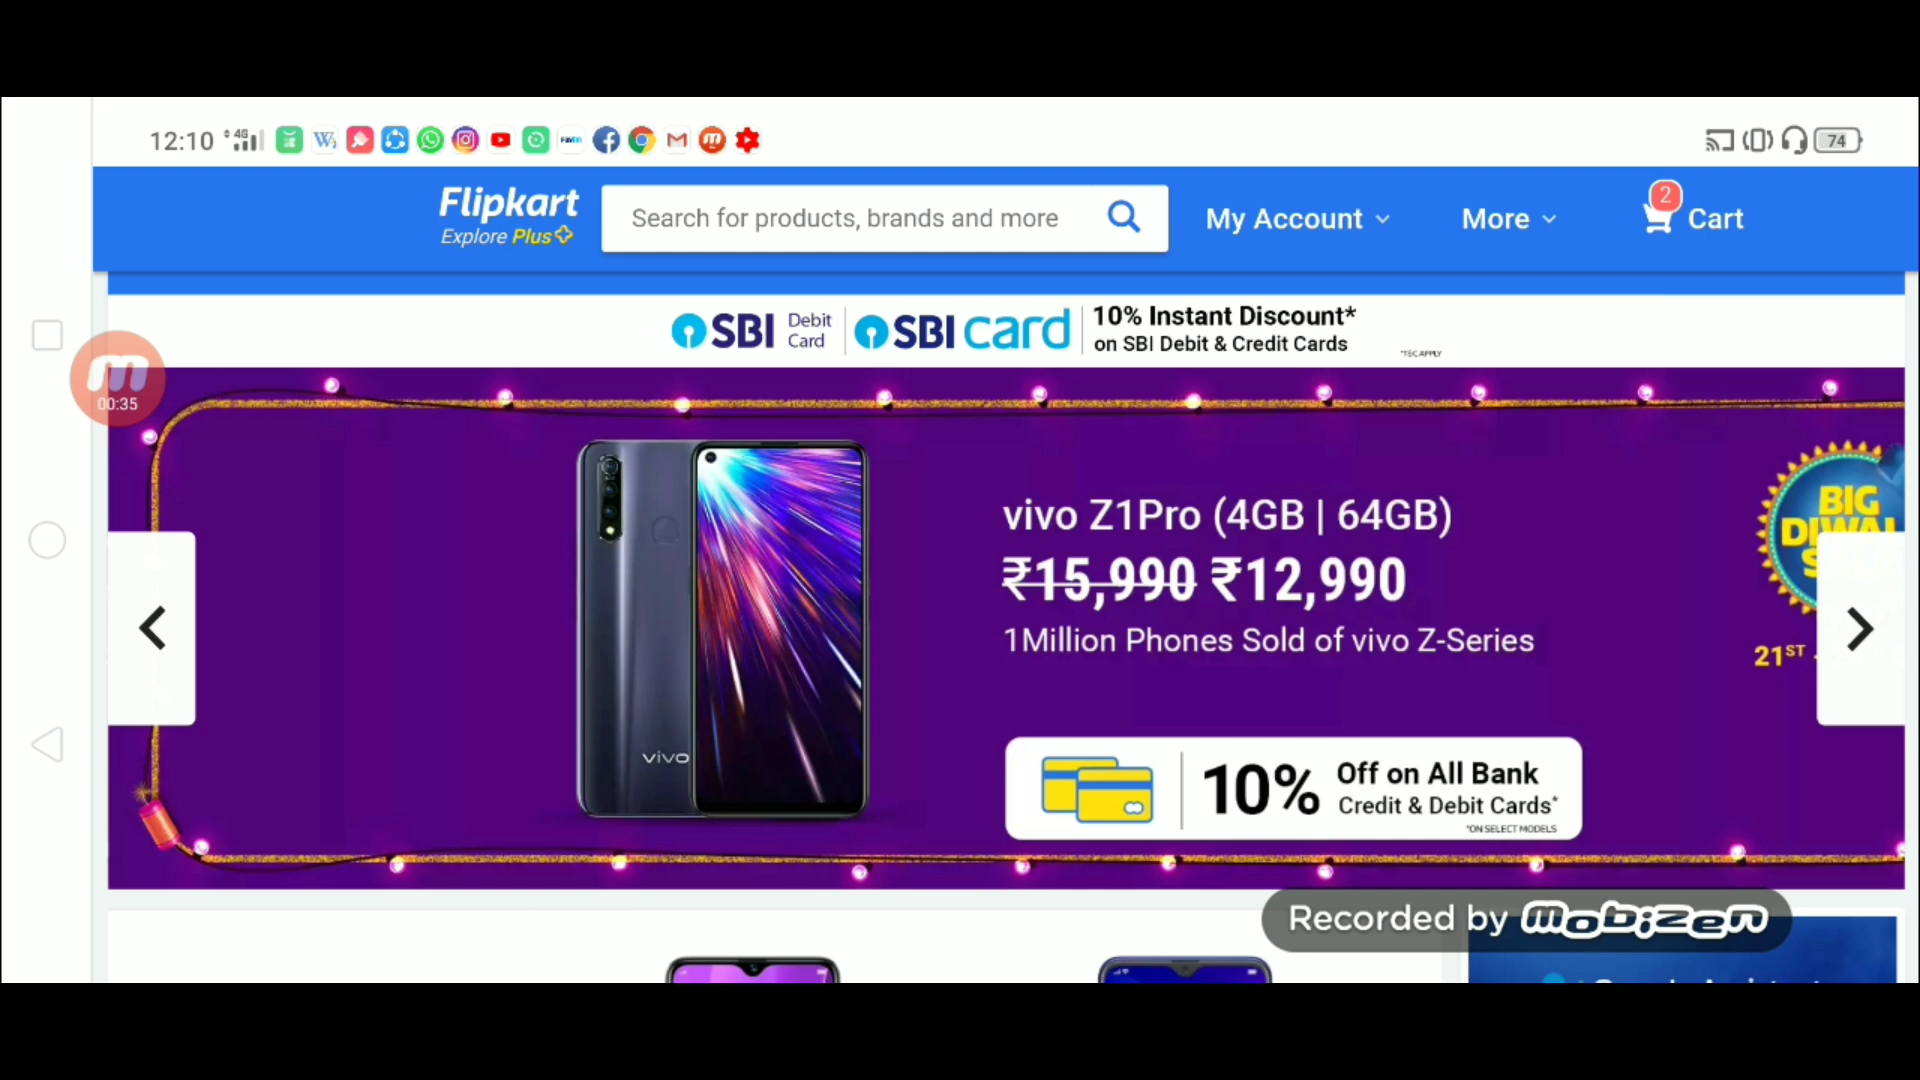 12:10 4G
74
Flipkart
Explore Plus
Search for products, brands and more
My Account
More
2
Cart
SBI Debit Card
SBI card
10% Instant Discount*
on SBI Debit & Credit Cards
*T&C APPLY
00:35
vivo Z1Pro (4GB | 64GB)
₹15,990 ₹12,990
1Million Phones Sold of vivo Z-Series
BIG
21ST
vivo
10% Off on All Bank
Credit & Debit Cards*
*ON SELECT MODELS
Recorded by mobizen